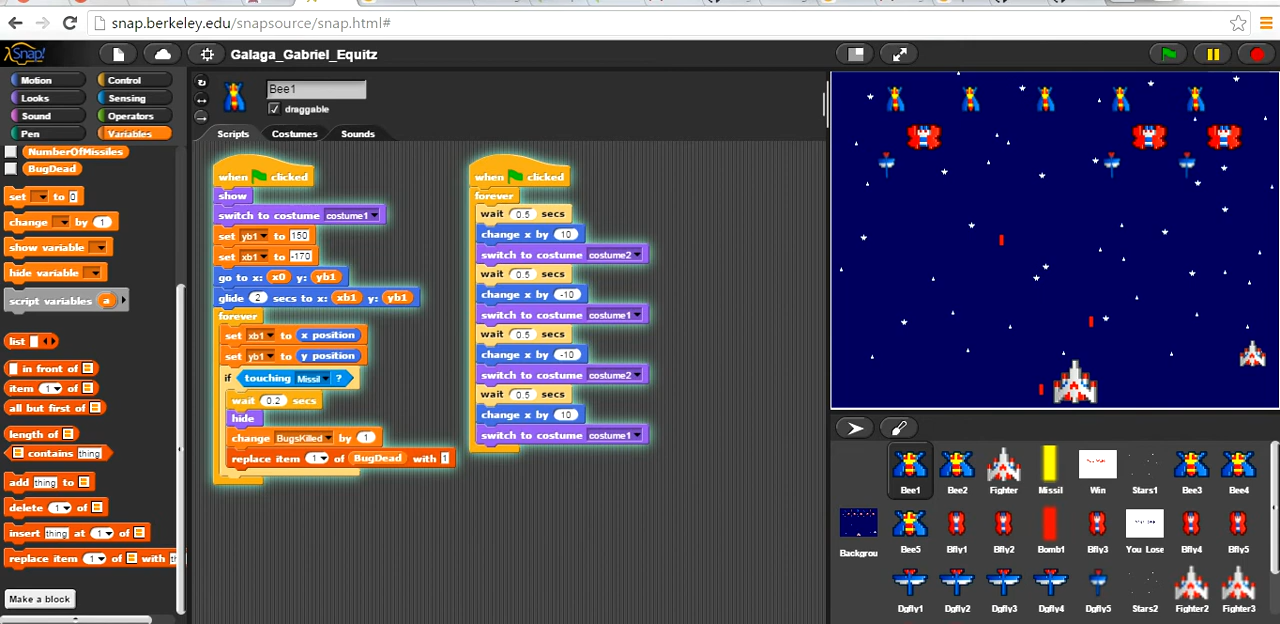 snap.berkeley.edu/snapsource/snap.html#
Snap!
Galaga_Gabriel_Equitz
Motion
Control
Looks
Sensing
Sound
Operators
Pen
Variables
NumberOfMissiles
BugDead
set to 0
change by 1
show variable
hide variable
script variables a
list
in front of
item 1 of
all but first of
length of
contains thing
add thing to
delete 1 of
insert thing at 1 of
replace item 1 of with
Make a block
Bee1
draggable
Scripts
Costumes
Sounds
when clicked
show
switch to costume costume1
set yb1 to 150
set xb1 to -170
go to x: x0 y: yb1
glide 2 secs to x: xb1 y: yb1
forever
set xb1 to x position
set yb1 to y position
if touching Missil ?
wait 0.2 secs
hide
change BugsKilled by 1
replace item 1 of BugDead with 1
when clicked
forever
wait 0.5 secs
change x by 10
switch to costume costume2
wait 0.5 secs
change x by -10
switch to costume costume1
wait 0.5 secs
change x by -10
switch to costume costume2
wait 0.5 secs
change x by 10
switch to costume costume1
Bee1
Bee2
Fighter
Missil
Win
Stars1
Bee3
Bee4
Backgrou
Bee5
Bfly1
Bfly2
Bomb1
Bfly3
You Lose
Bfly4
Bfly5
Dgfly1
Dgfly2
Dgfly3
Dgfly4
Dgfly5
Stars2
Fighter2
Fighter3